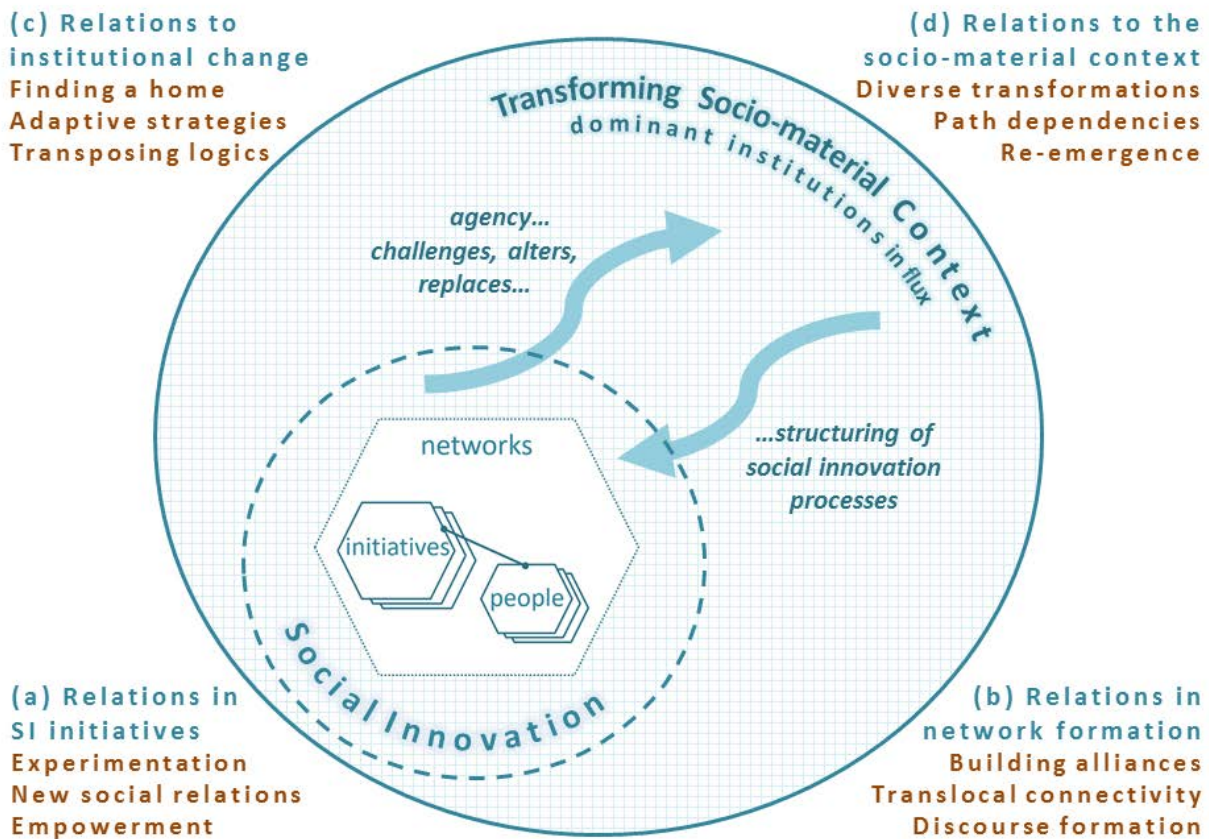 (c) Relations to
institutional change
Finding a home
Adaptive strategies
Transposing logics
(d) Relations to the
socio-material context
Diverse transformations
Path dependencies
Re-emergence
Transforming Socio-material Context
dominant institutions in flux
agency...
challenges, alters,
replaces...
...structuring of
social innovation
processes
networks
initiatives
people
Social Innovation
(a) Relations in
SI initiatives
Experimentation
New social relations
Empowerment
(b) Relations in
network formation
Building alliances
Translocal connectivity
Discourse formation